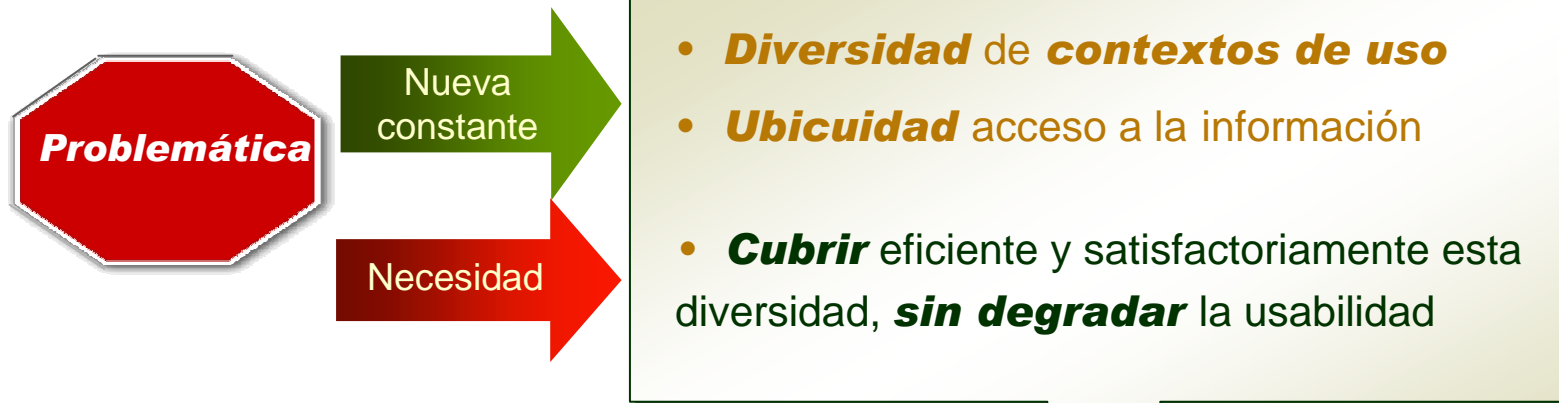 Problemática
Nueva
constante
• Diversidad de contextos de uso
• Ubicuidad acceso a la información
Necesidad
• Cubrir eficiente y satisfactoriamente esta
diversidad, sin degradar la usabilidad